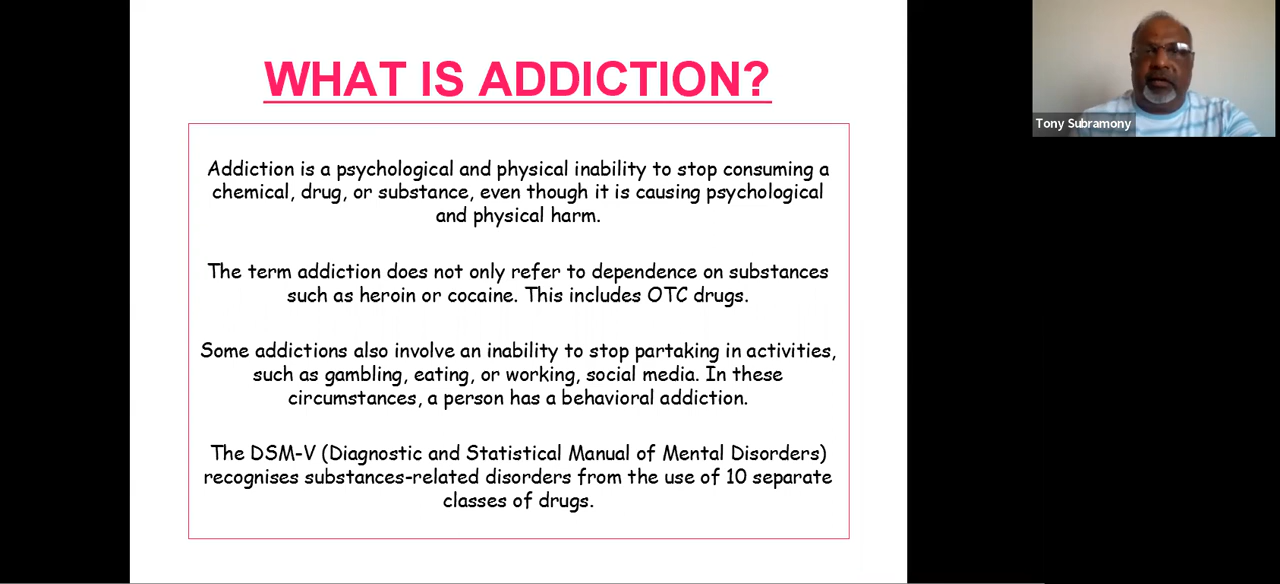 WHAT IS ADDICTION?
Addiction is a psychological and physical inability to stop consuming a
chemical, drug, or substance, even though it is causing psychological
and physical harm.
The term addiction does not only refer to dependence on substances
such as heroin or cocaine. This includes OTC drugs.
Some addictions also involve an inability to stop partaking in activities,
such as gambling, eating, or working, social media. In these
circumstances, a person has a behavioral addiction.
The DSM-V (Diagnostic and Statistical Manual of Mental Disorders)
recognises substances-related disorders from the use of 10 separate
classes of drugs.
Tony Subramony